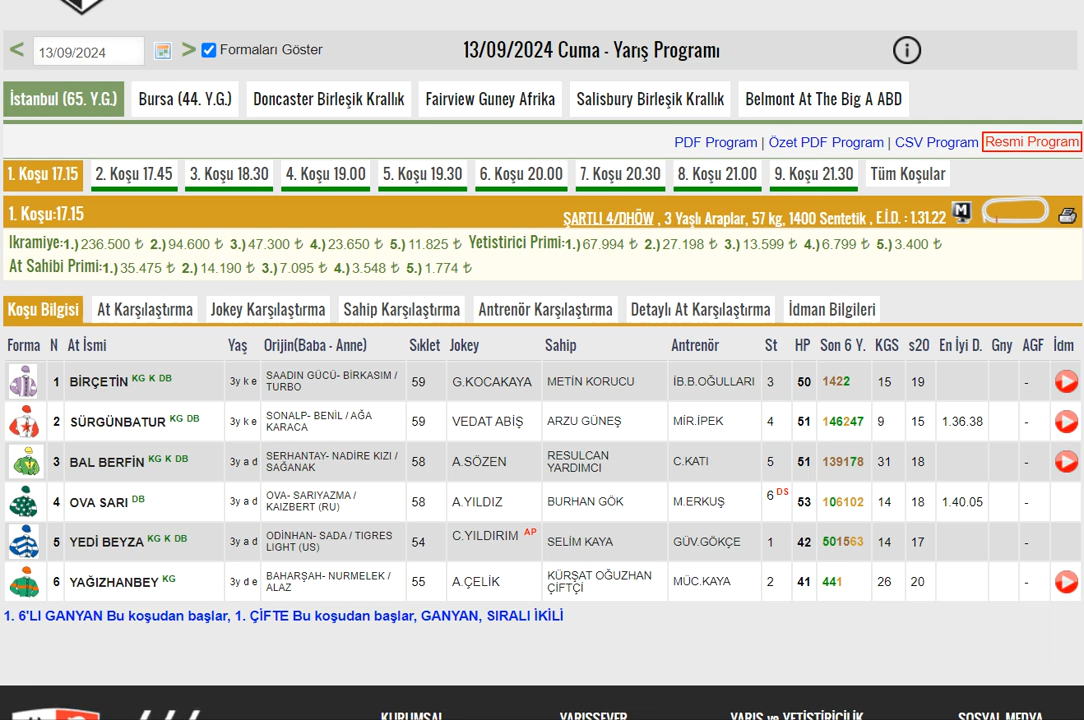 13/09/2024 Formaları Göster 13/09/2024 Cuma - Yarış Programı
İstanbul (65. Y.G.) Bursa (44. Y.G.) Doncaster Birleşik Krallık Fairview Guney Afrika Salisbury Birleşik Krallık Belmont At The Big A ABD
PDF Program | Özet PDF Program | CSV Program Resmi Program
1. Koşu 17.15 2. Koşu 17.45 3. Koşu 18.30 4. Koşu 19.00 5. Koşu 19.30 6. Koşu 20.00 7. Koşu 20.30 8. Koşu 21.00 9. Koşu 21.30 Tüm Koşular
1. Koşu:17.15 ŞARTLI 4/DHÖW , 3 Yaşlı Araplar, 57 kg, 1400 Sentetik , E.İ.D. : 1.31.22
Ikramiye:1.) 236.500 ₺ 2.) 94.600 ₺ 3.) 47.300 ₺ 4.) 23.650 ₺ 5.) 11.825 ₺ Yetistirici Primi:1.) 67.994 ₺ 2.) 27.198 ₺ 3.) 13.599 ₺ 4.) 6.799 ₺ 5.) 3.400 ₺
At Sahibi Primi:1.) 35.475 ₺ 2.) 14.190 ₺ 3.) 7.095 ₺ 4.) 3.548 ₺ 5.) 1.774 ₺
Koşu Bilgisi At Karşılaştırma Jokey Karşılaştırma Sahip Karşılaştırma Antrenör Karşılaştırma Detaylı At Karşılaştırma İdman Bilgileri
Forma N At İsmi Yaş Orijin(Baba - Anne) Sıklet Jokey Sahip Antrenör St HP Son 6 Y. KGS s20 En İyi D. Gny AGF İdm
1 BİRÇETİN KG K DB 3y k e SAADIN GÜCÜ- BİRKASIM / TURBO 59 G.KOCAKAYA METİN KORUCU İB.B.OĞULLARI 3 50 1422 15 19 -
2 SÜRGÜNBATUR KG DB 3y k e SONALP- BENİL / AĞA KARACA 59 VEDAT ABİŞ ARZU GÜNEŞ MİR.İPEK 4 51 146247 9 15 1.36.38 -
3 BAL BERFİN KG K DB 3y a d SERHANTAY- NADİRE KIZI / SAĞANAK 58 A.SÖZEN RESULCAN YARDIMCI C.KATI 5 51 139178 31 18 -
4 OVA SARI DB 3y a d OVA- SARIYAZMA / KAIZBERT (RU) 58 A.YILDIZ BURHAN GÖK M.ERKUŞ 6 DS 53 106102 14 18 1.40.05 -
5 YEDİ BEYZA KG K DB 3y a d ODİNHAN- SADA / TIGRES LIGHT (US) 54 C.YILDIRIM AP SELİM KAYA GÜV.GÖKÇE 1 42 501563 14 17 -
6 YAĞIZHANBEY KG 3y d e BAHARŞAH- NURMELEK / ALAZ 55 A.ÇELİK KÜRŞAT OĞUZHAN ÇİFTÇİ MÜC.KAYA 2 41 441 26 20 -
1. 6'LI GANYAN Bu koşudan başlar, 1. ÇİFTE Bu koşudan başlar, GANYAN, SIRALI İKİLİ
KURUMSAL YARIŞSEVER YARIŞ ve YETİŞTİRİCİLİK SOSYAL MEDYA